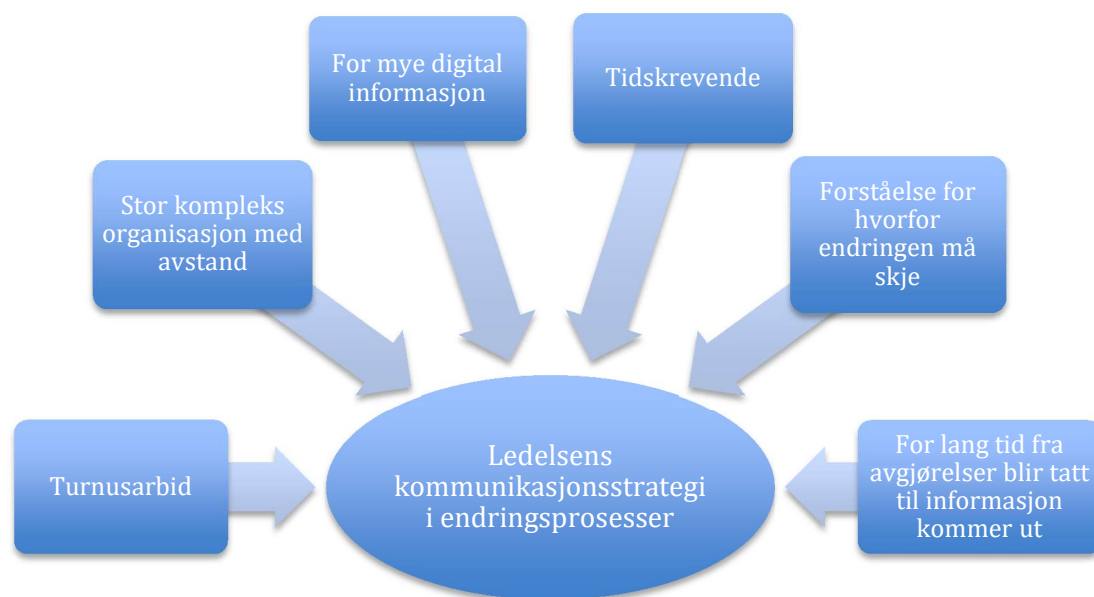 For mye digital
informasjon
Tidskrevende
Stor kompleks
organisasjon med
avstand
Forståelse for
hvorfor
endringen må
skje
Turnusarbid
Ledelsens
kommunikasjonsstrategi
i endringsprosesser
For lang tid fra
avgjørelser blir tatt
til informasjon
kommer ut